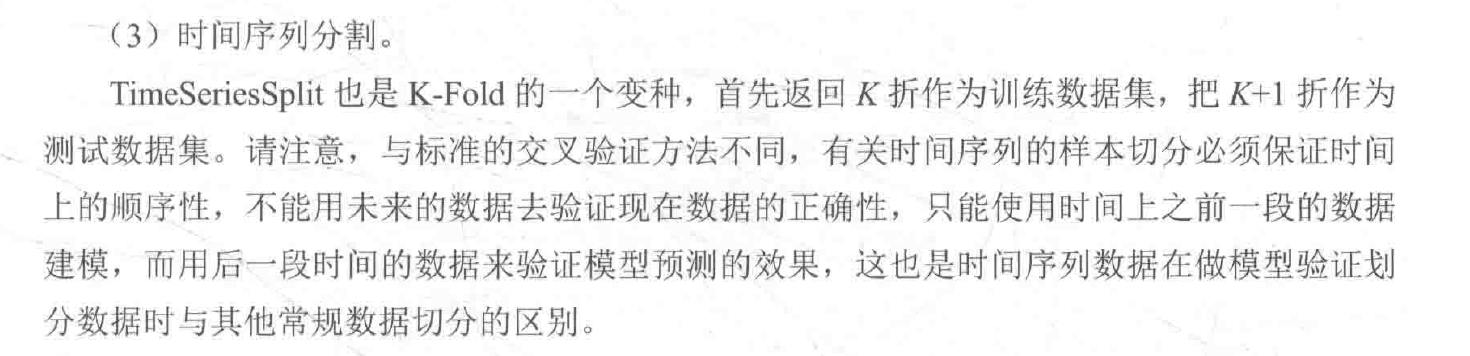 （3）时间序列分割。
TimeSeriesSplit 也是 K-Fold 的一个变种，首先返回 K 折作为训练数据集，把 K+1 折作为
测试数据集。请注意，与标准的交叉验证方法不同，有关时间序列的样本切分必须保证时间
上的顺序性，不能用未来的数据去验证现在数据的正确性，只能使用时间上之前一段的数据
建模，而用后一段时间的数据来验证模型预测的效果，这也是时间序列数据在做模型验证划
分数据时与其他常规数据切分的区别。